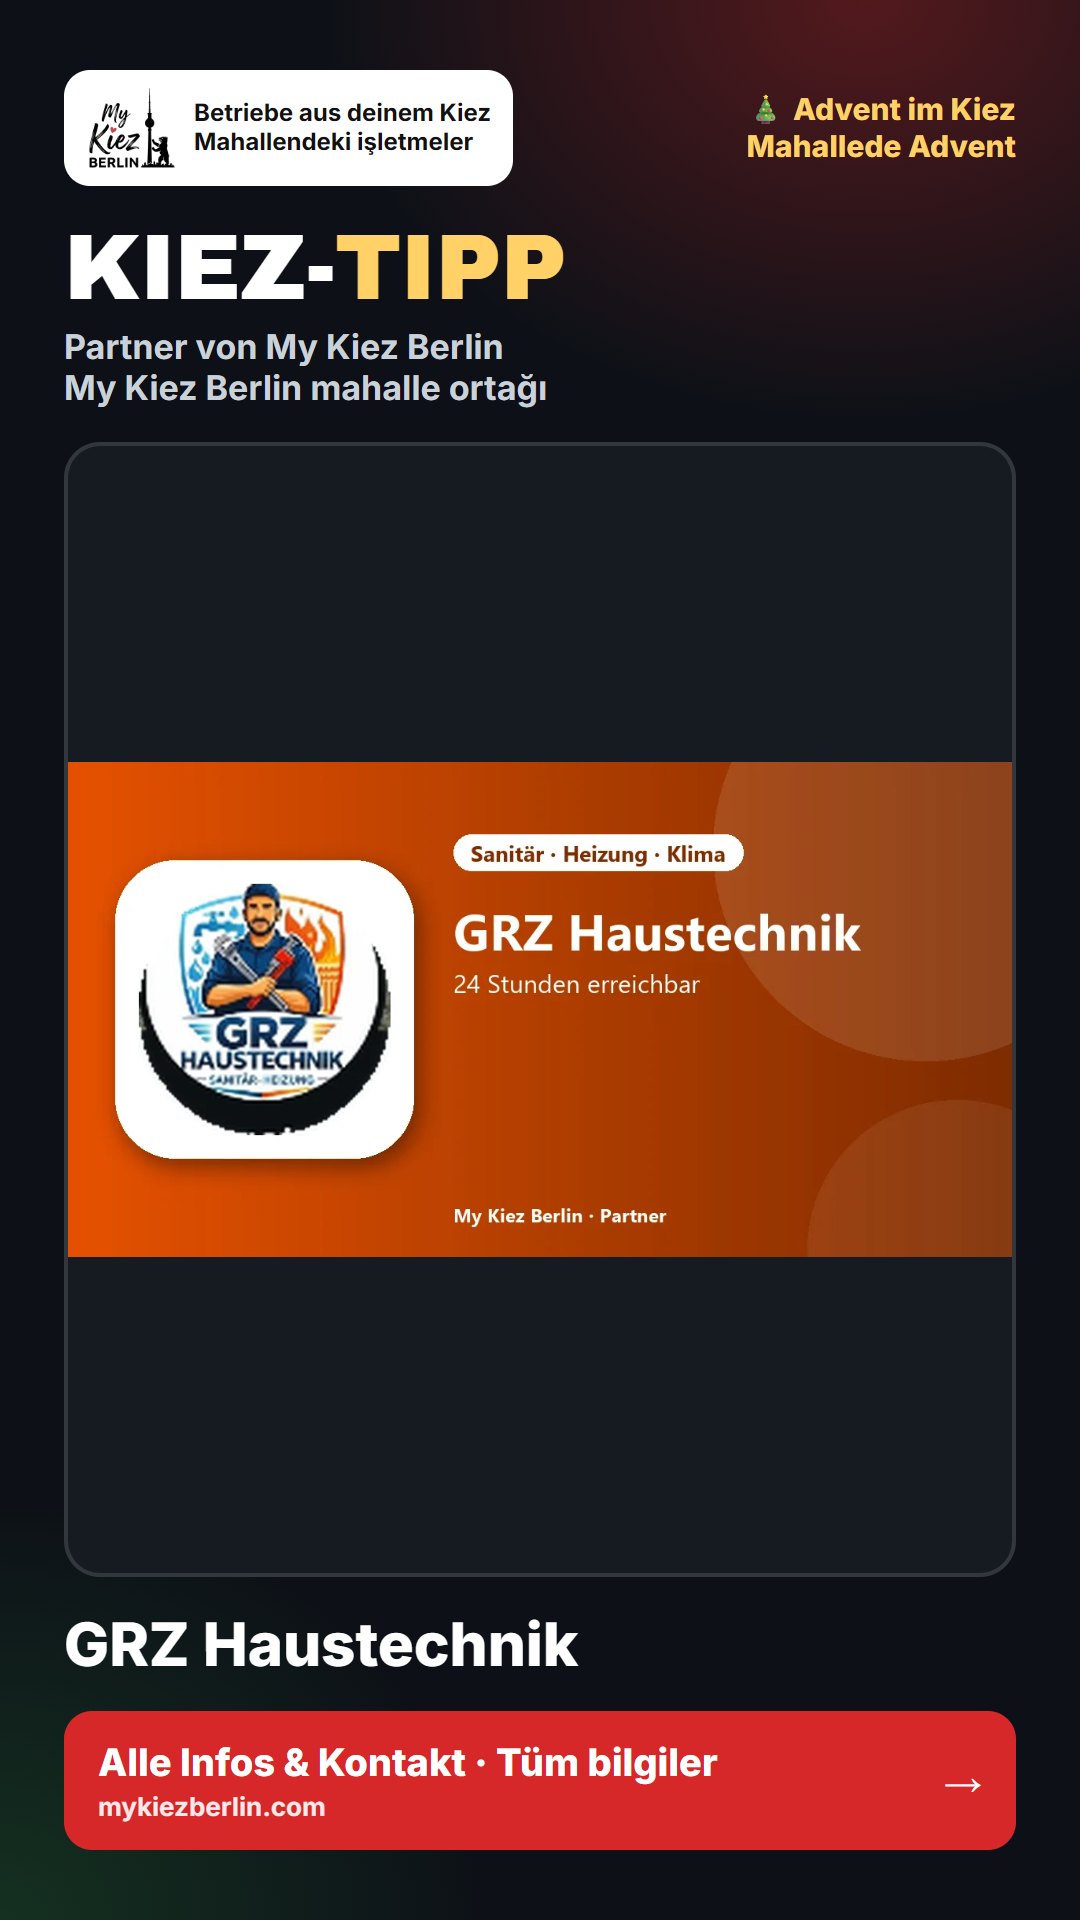 My
Kiez
BERLIN
Betriebe aus deinem Kiez
Mahallendeki işletmeler
🎄 Advent im Kiez
Mahallede Advent
KIEZ-TIPP
Partner von My Kiez Berlin
My Kiez Berlin mahalle ortağı
Sanitär · Heizung · Klima
GRZ Haustechnik
24 Stunden erreichbar
GRZ
HAUSTECHNIK
SANITÄR-HEIZUNG
My Kiez Berlin · Partner
GRZ Haustechnik
Alle Infos & Kontakt · Tüm bilgiler
mykiezberlin.com
→